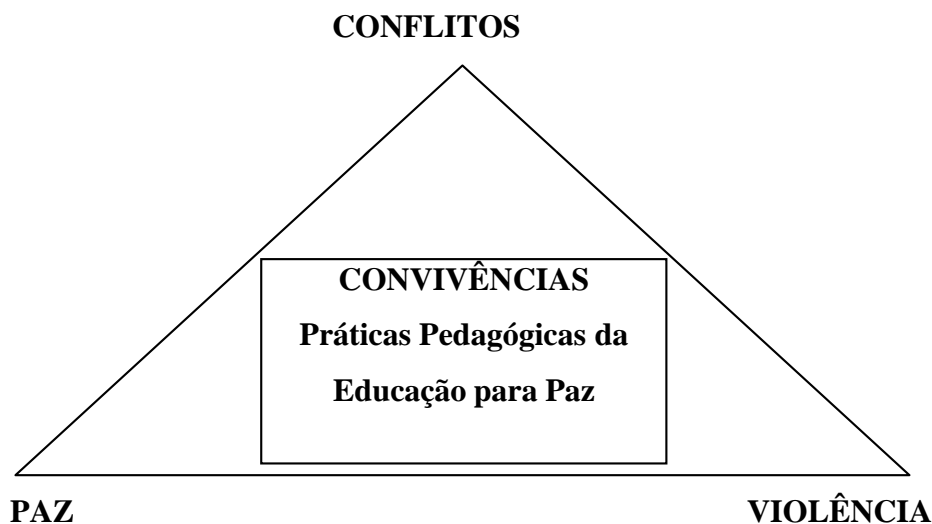 CONFLITOS
CONVIVÊNCIAS
Práticas Pedagógicas da
Educação para Paz
PAZ
VIOLÊNCIA